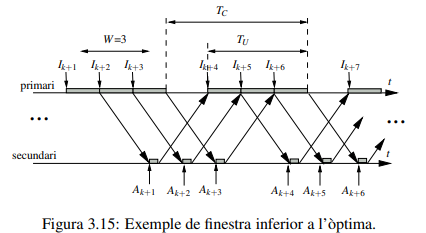 T_C
W=3
T_U
I_{k+1} I_{k+2} I_{k+3} I_{k+4} I_{k+5} I_{k+6} I_{k+7}
primari t
... ...
secundari t
A_{k+1} A_{k+2} A_{k+3} A_{k+4} A_{k+5} A_{k+6}
Figura 3.15: Exemple de finestra inferior a l'òptima.